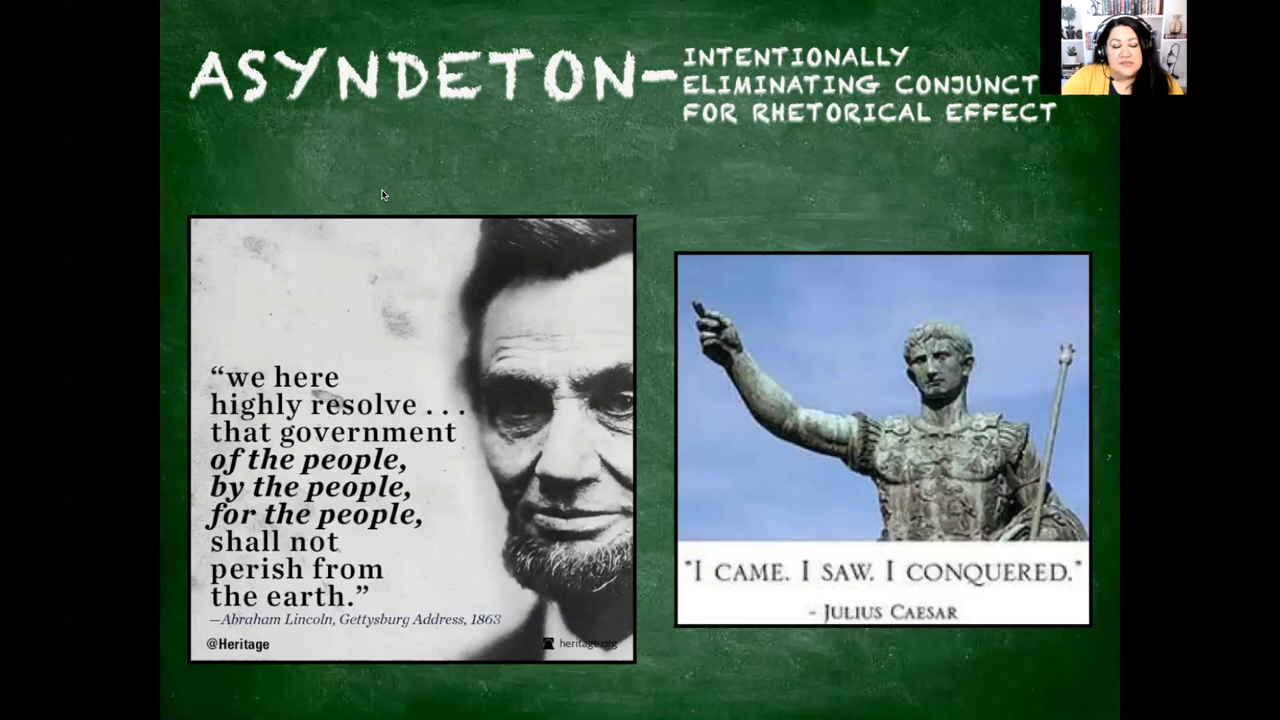 ASYNDETON-
INTENTIONALLY
ELIMINATING CONJUNCT
FOR RHETORICAL EFFECT
“we here
highly resolve . . .
that government
of the people,
by the people,
for the people,
shall not
perish from
the earth.”
—Abraham Lincoln, Gettysburg Address, 1863
@Heritage
heritage.org
"I CAME. I SAW. I CONQUERED."
- JULIUS CAESAR